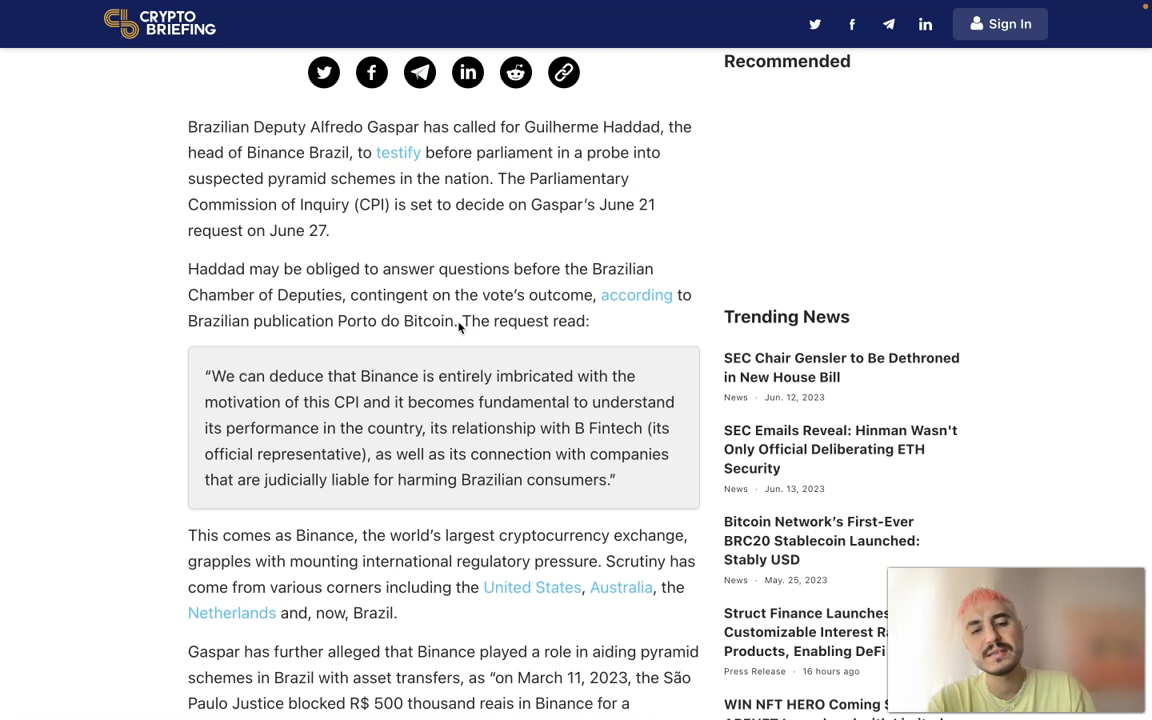 CRYPTO
BRIEFING
Sign In
Brazilian Deputy Alfredo Gaspar has called for Guilherme Haddad, the
head of Binance Brazil, to testify before parliament in a probe into
suspected pyramid schemes in the nation. The Parliamentary
Commission of Inquiry (CPI) is set to decide on Gaspar’s June 21
request on June 27.
Haddad may be obliged to answer questions before the Brazilian
Chamber of Deputies, contingent on the vote’s outcome, according to
Brazilian publication Porto do Bitcoin. The request read:
“We can deduce that Binance is entirely imbricated with the
motivation of this CPI and it becomes fundamental to understand
its performance in the country, its relationship with B Fintech (its
official representative), as well as its connection with companies
that are judicially liable for harming Brazilian consumers.”
This comes as Binance, the world’s largest cryptocurrency exchange,
grapples with mounting international regulatory pressure. Scrutiny has
come from various corners including the United States, Australia, the
Netherlands and, now, Brazil.
Gaspar has further alleged that Binance played a role in aiding pyramid
schemes in Brazil with asset transfers, as “on March 11, 2023, the São
Paulo Justice blocked R$ 500 thousand reais in Binance for a
Recommended
Trending News
SEC Chair Gensler to Be Dethroned
in New House Bill
News · Jun. 12, 2023
SEC Emails Reveal: Hinman Wasn't
Only Official Deliberating ETH
Security
News · Jun. 13, 2023
Bitcoin Network’s First-Ever
BRC20 Stablecoin Launched:
Stably USD
News · May. 25, 2023
Struct Finance Launches
Customizable Interest
Products, Enabling DeFi
Press Release · 16 hours ago
WIN NFT HERO Coming